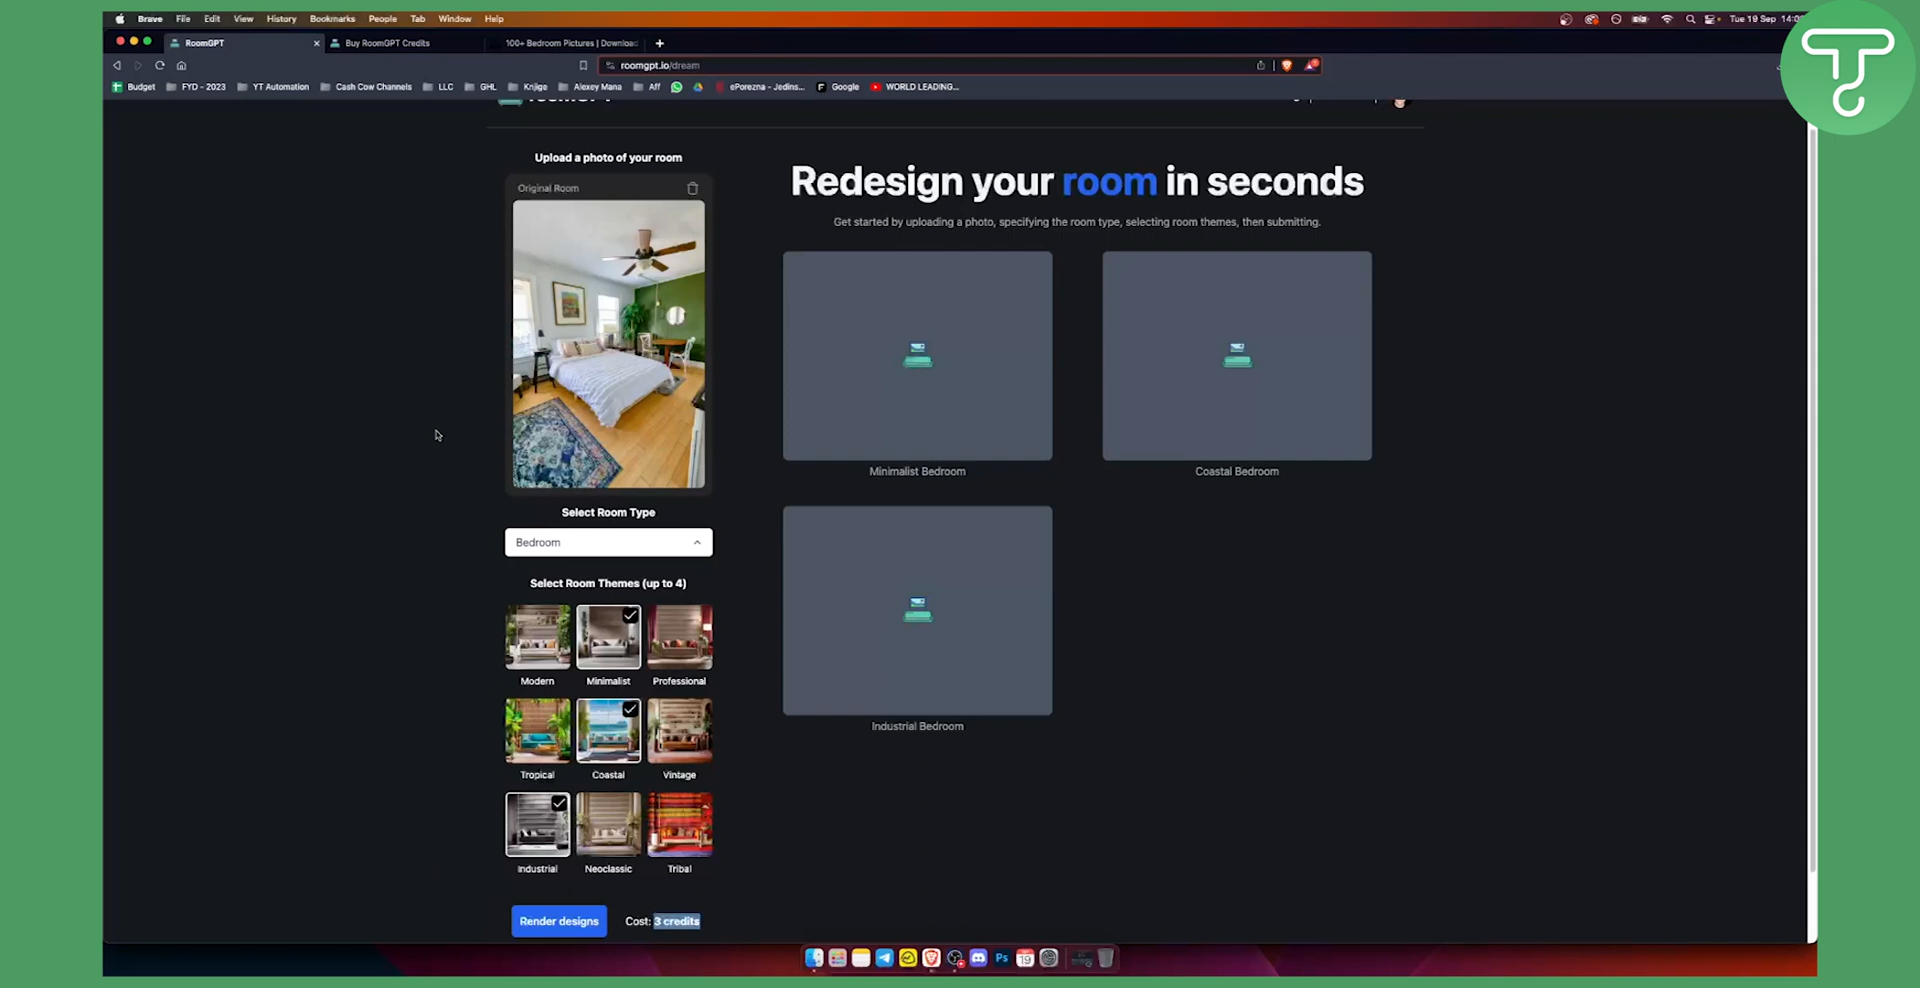 Brave File Edit View History Bookmarks People Tab Window Help
Tue 19 Sep
RoomGPT
Buy RoomGPT Credits
100+ Bedroom Pictures | Download
roomgpt.io/dream
Budget FYD - 2023 YT Automation Cash Cow Channels LLC GHL Knjige Alexey Mana Aff ePorezna - Jedins... Google WORLD LEADING...
Upload a photo of your room
Original Room
Redesign your room in seconds
Get started by uploading a photo, specifying the room type, selecting room themes, then submitting.
Minimalist Bedroom
Coastal Bedroom
Select Room Type
Bedroom
Select Room Themes (up to 4)
Modern Minimalist Professional
Industrial Bedroom
Tropical Coastal Vintage
Industrial Neoclassic Tribal
Render designs
Cost: 3 credits
Ps
19